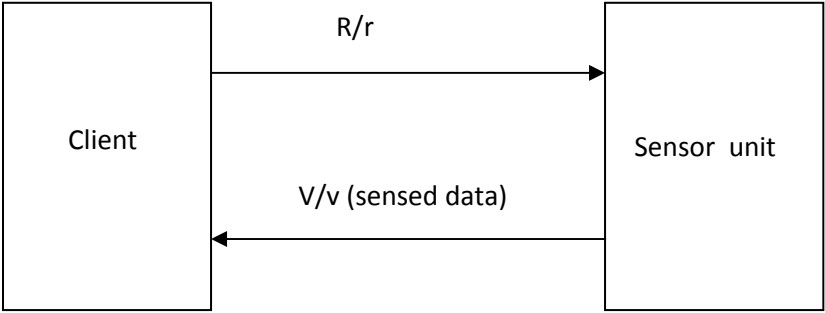 R/r
Client
Sensor unit
V/v (sensed data)